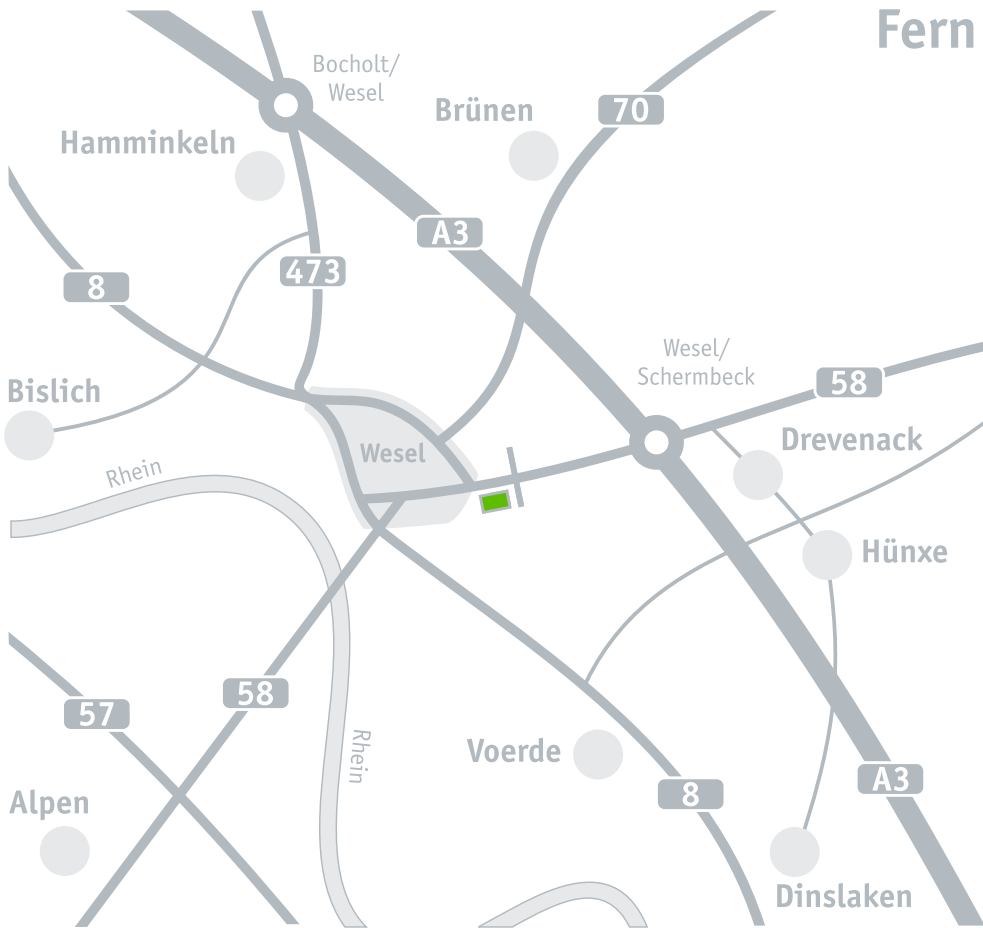 Fern
Bocholt/
Wesel
Brünen
70
Hamminkeln
A3
473
8
Wesel/
Schermbeck
58
Bislich
Drevenack
Wesel
Rhein
Hünxe
58
57
Rhein
Voerde
A3
8
Alpen
Dinslaken